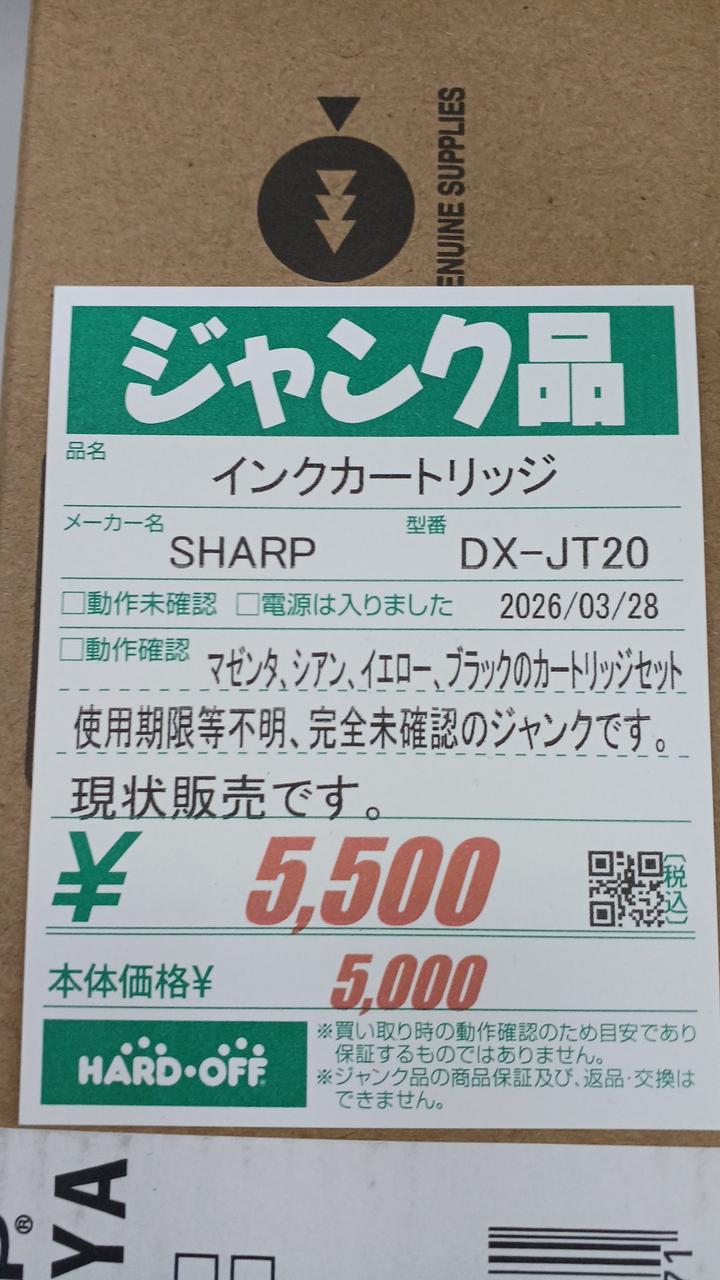 ENUINE SUPPLIES
ジャンク品
品名
インクカートリッジ
メーカー名 SHARP 型番 DX-JT20
□動作未確認 □電源は入りました 2026/03/28
□動作確認 マゼンタ、シアン、イエロー、ブラックのカートリッジセット
使用期限等不明、完全未確認のジャンクです。
現状販売です。
¥ 5,500 (税込)
本体価格¥ 5,000
HARD・OFF
※買い取り時の動作確認のため目安であり
保証するものではありません。
※ジャンク品の商品保証及び、返品・交換は
できません。
P®
YA
71